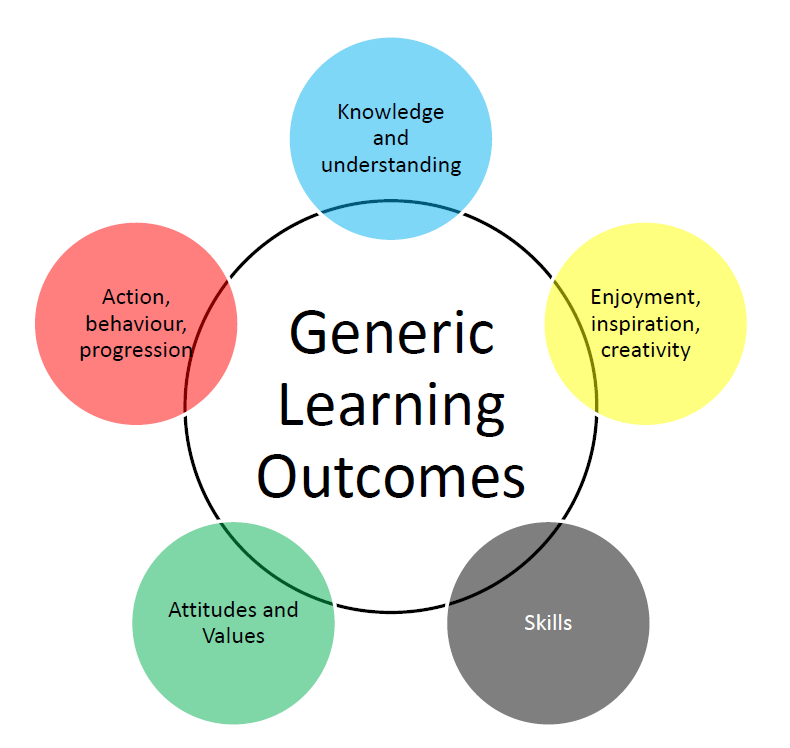 Knowledge
and
understanding
Action,
behaviour,
progression
Enjoyment,
inspiration,
creativity
Generic
Learning
Outcomes
Attitudes and
Values
Skills